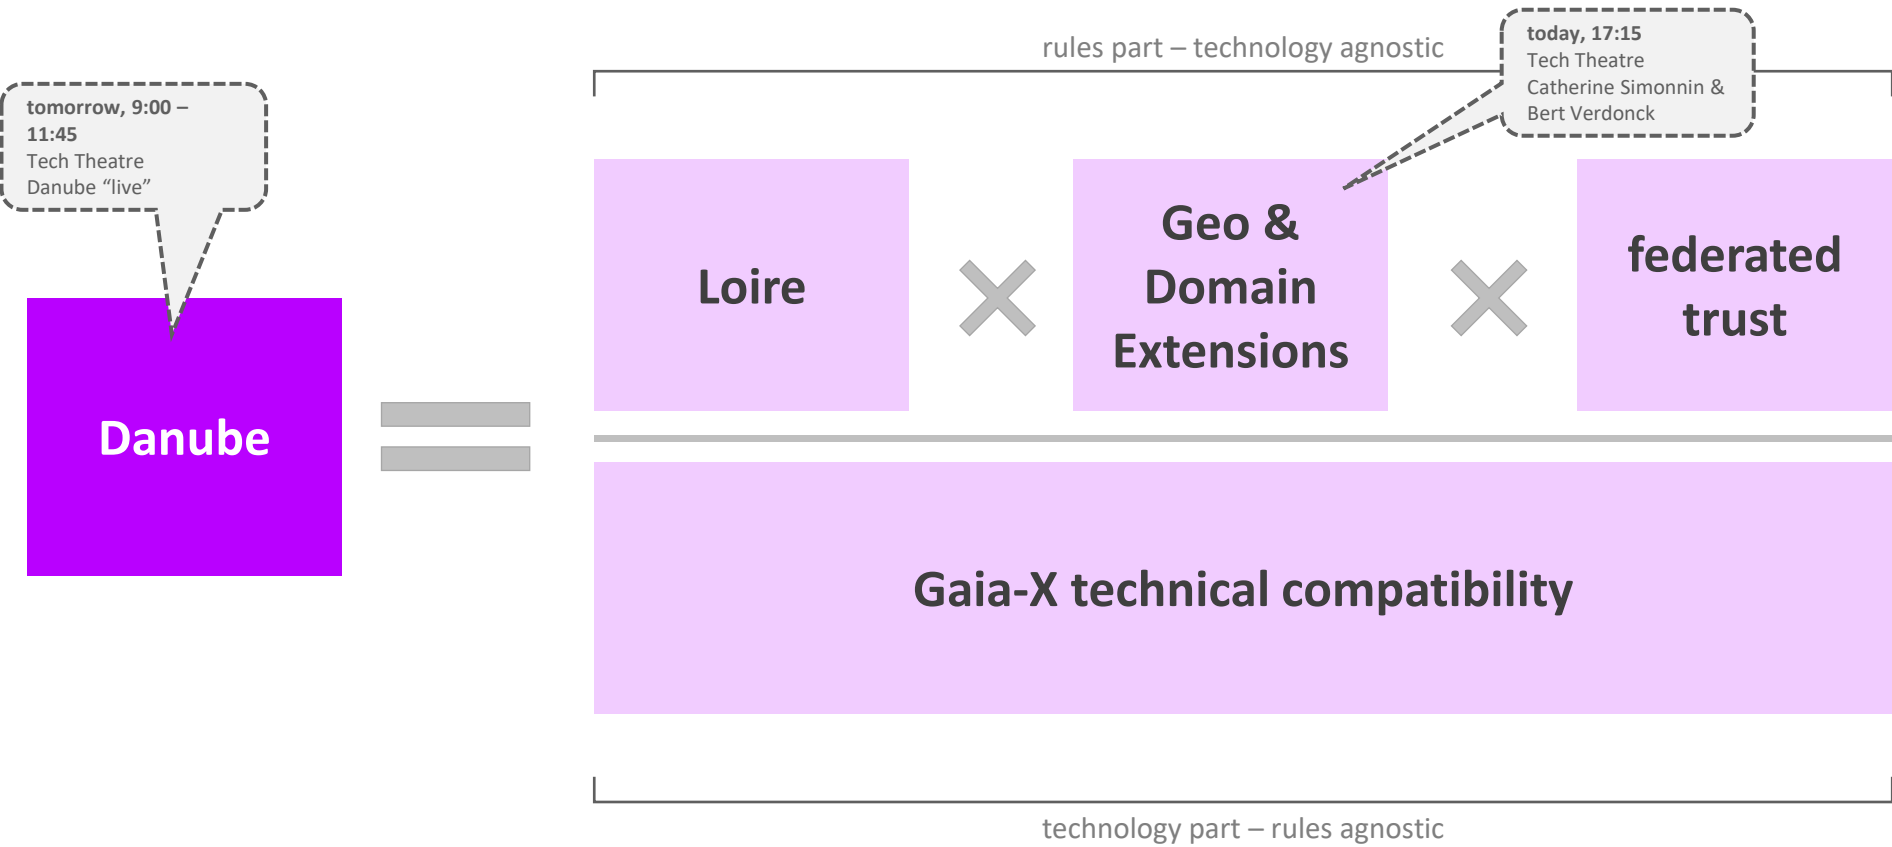 rules part – technology agnostic
today, 17:15
Tech Theatre
Catherine Simonnin &
Bert Verdonck
tomorrow, 9:00 –
11:45
Tech Theatre
Danube “live”
Loire
Geo &
Domain
Extensions
federated
trust
Danube
Gaia-X technical compatibility
technology part – rules agnostic